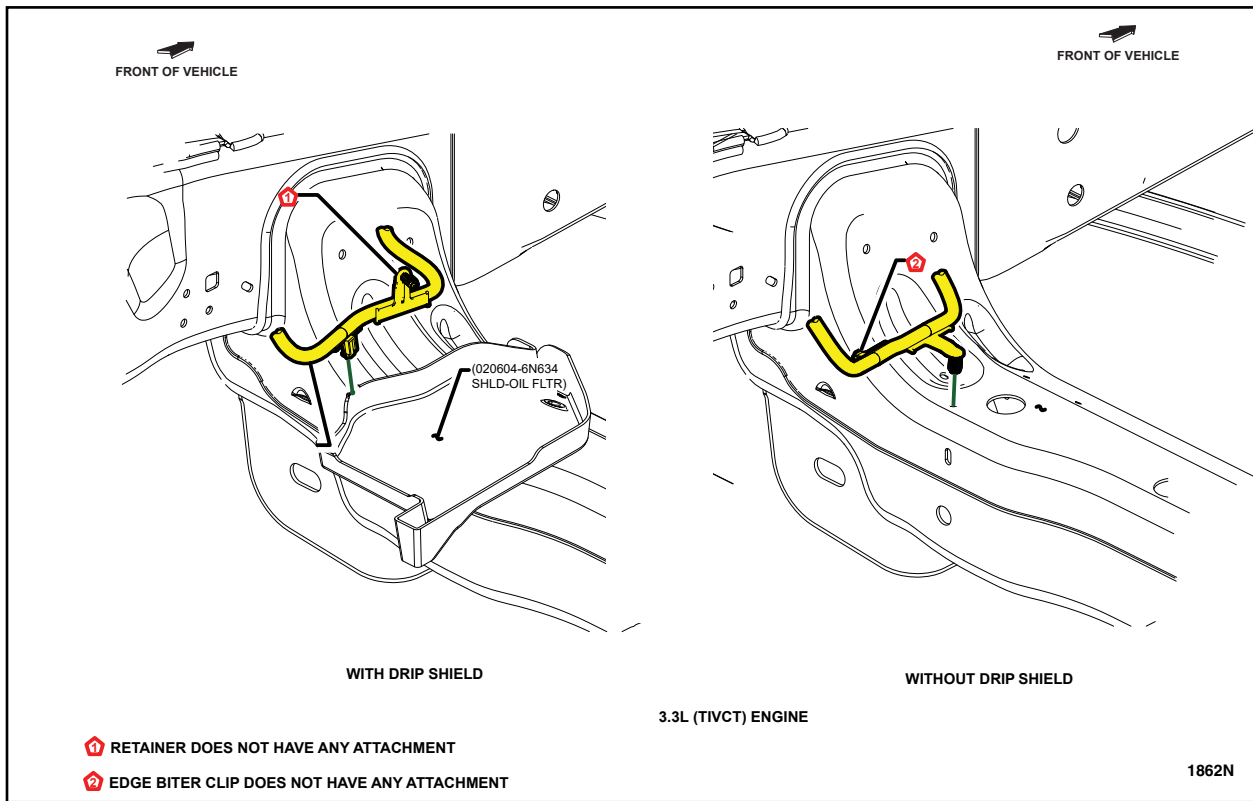 FRONT OF VEHICLE
FRONT OF VEHICLE
1
2
(020604-6N634
SHLD-OIL FLTR)
WITH DRIP SHIELD
WITHOUT DRIP SHIELD
3.3L (TIVCT) ENGINE
1 RETAINER DOES NOT HAVE ANY ATTACHMENT
2 EDGE BITER CLIP DOES NOT HAVE ANY ATTACHMENT
1862N